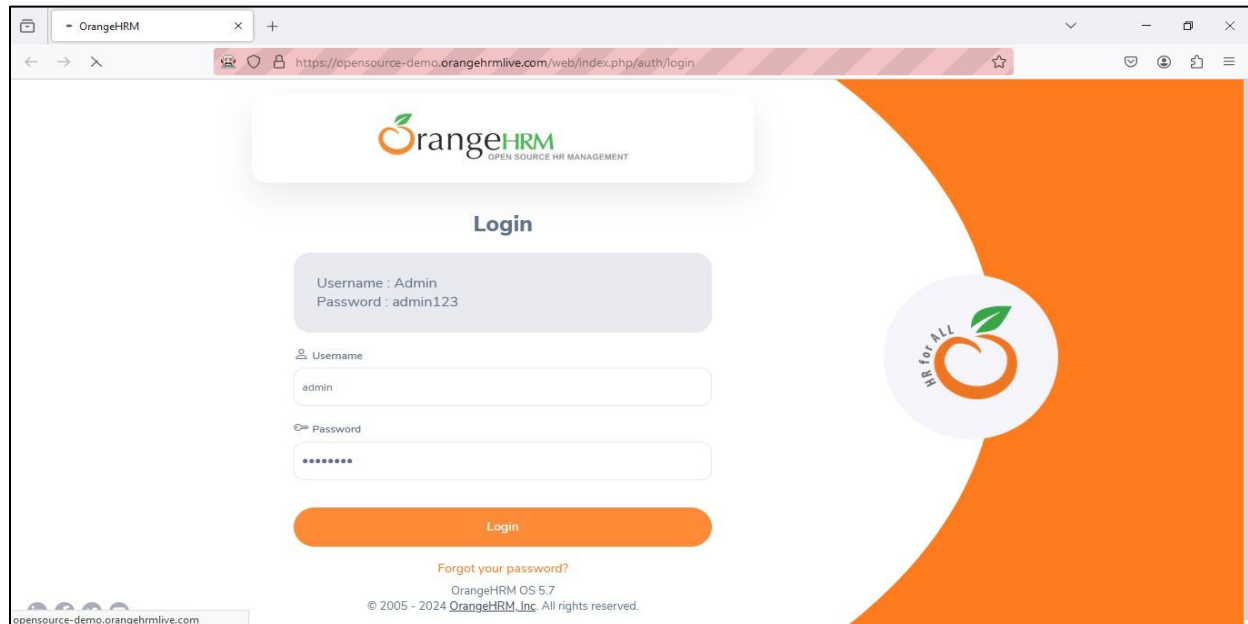 OrangeHRM
https://opensource-demo.orangehrmlive.com/web/index.php/auth/login
OrangeHRM
OPEN SOURCE HR MANAGEMENT
Login
Username : Admin
Password : admin123
Username
admin
Password
••••••••
Login
Forgot your password?
OrangeHRM OS 5.7
© 2005 - 2024 OrangeHRM, Inc. All rights reserved.
HR for ALL
opensource-demo.orangehrmlive.com